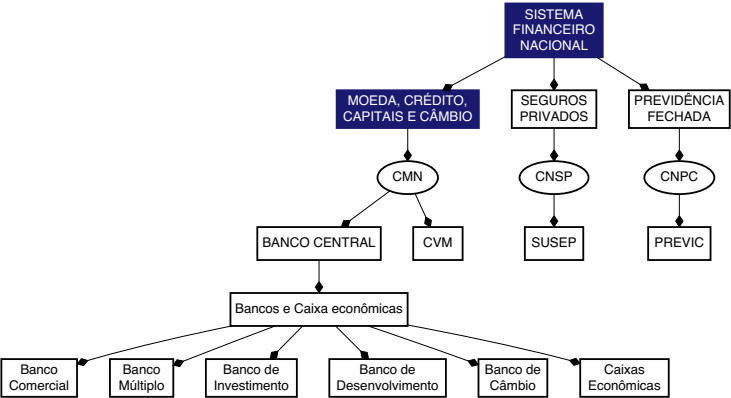 SISTEMA
FINANCEIRO
NACIONAL
MOEDA, CRÉDITO,
CAPITAIS E CÂMBIO
SEGUROS
PRIVADOS
PREVIDÊNCIA
FECHADA
CMN
CNSP
CNPC
BANCO CENTRAL
CVM
SUSEP
PREVIC
Bancos e Caixa econômicas
Banco
Comercial
Banco
Múltiplo
Banco de
Investimento
Banco de
Desenvolvimento
Banco de
Câmbio
Caixas
Econômicas